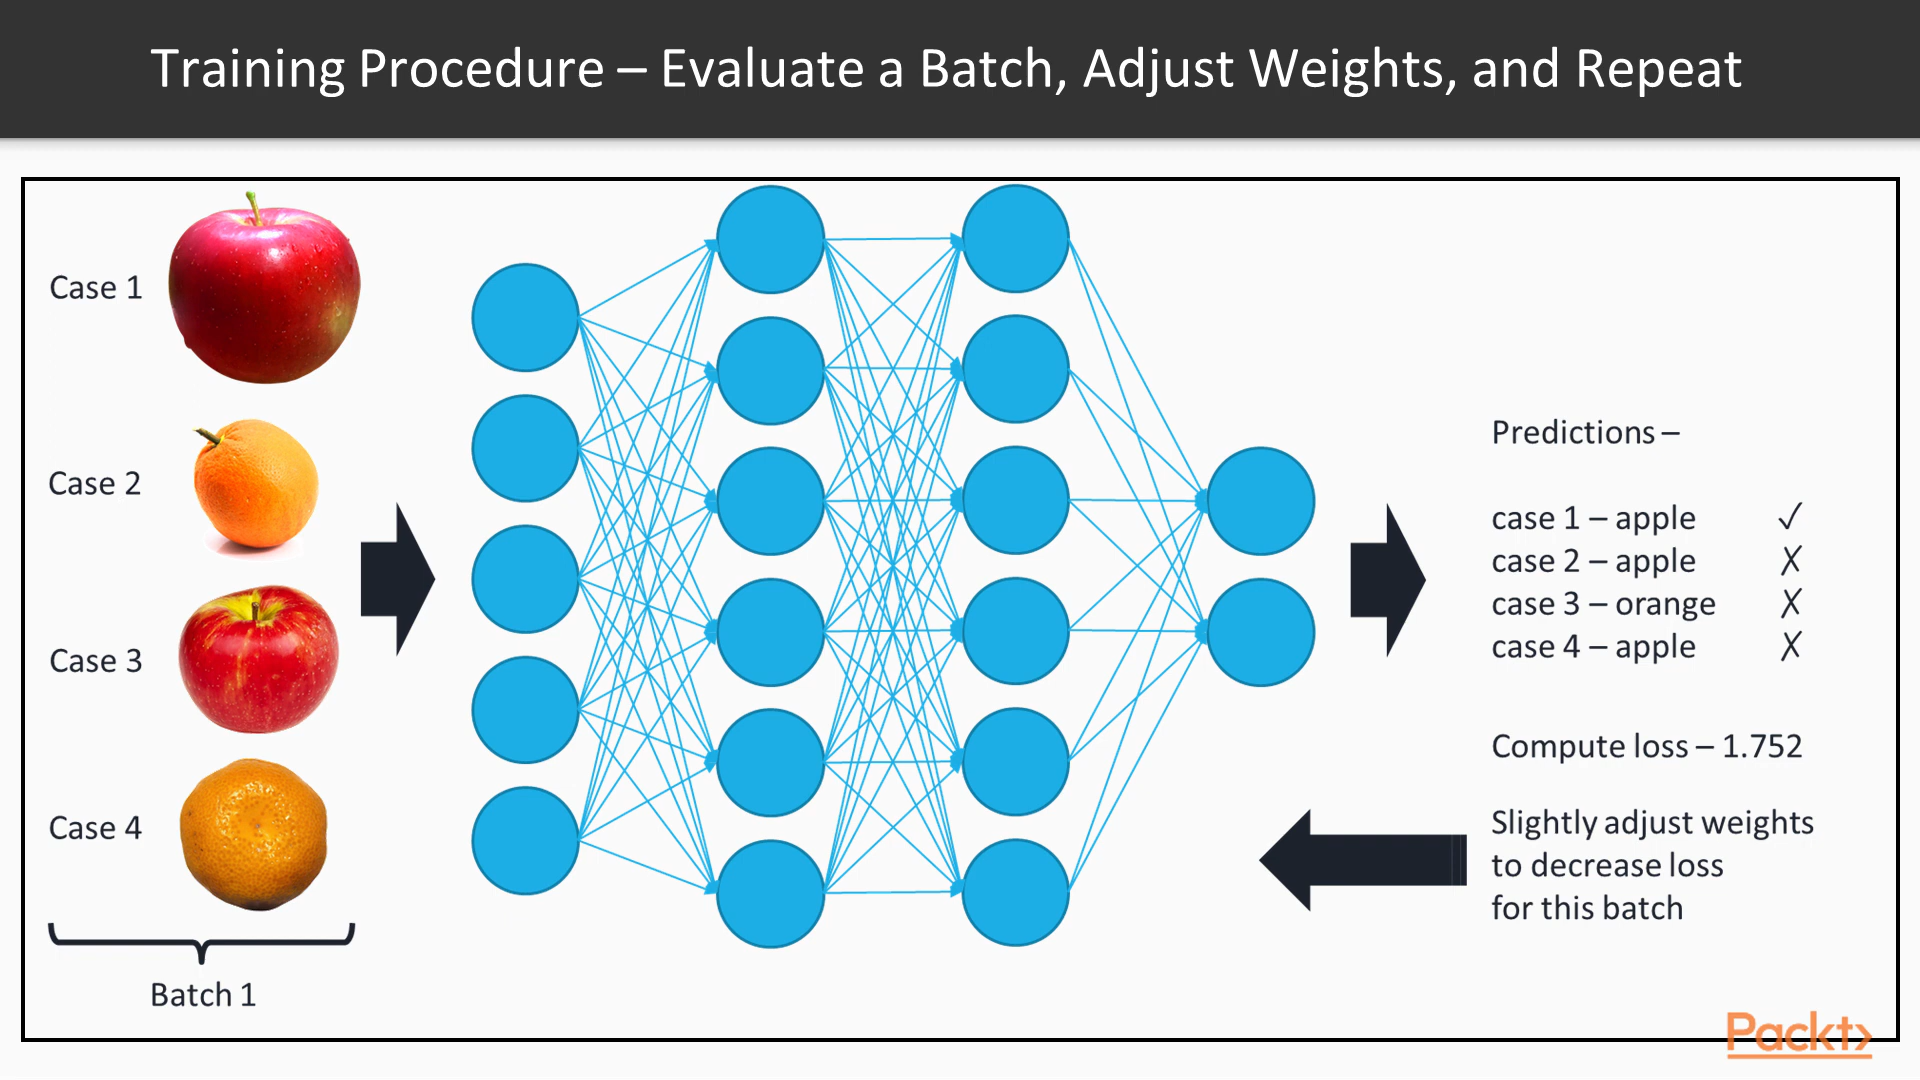 Training Procedure – Evaluate a Batch, Adjust Weights, and Repeat
Case 1
Case 2
Case 3
Case 4
Batch 1
Predictions –
case 1 – apple ✓
case 2 – apple ✗
case 3 – orange ✗
case 4 – apple ✗
Compute loss – 1.752
Slightly adjust weights
to decrease loss
for this batch
Packt>